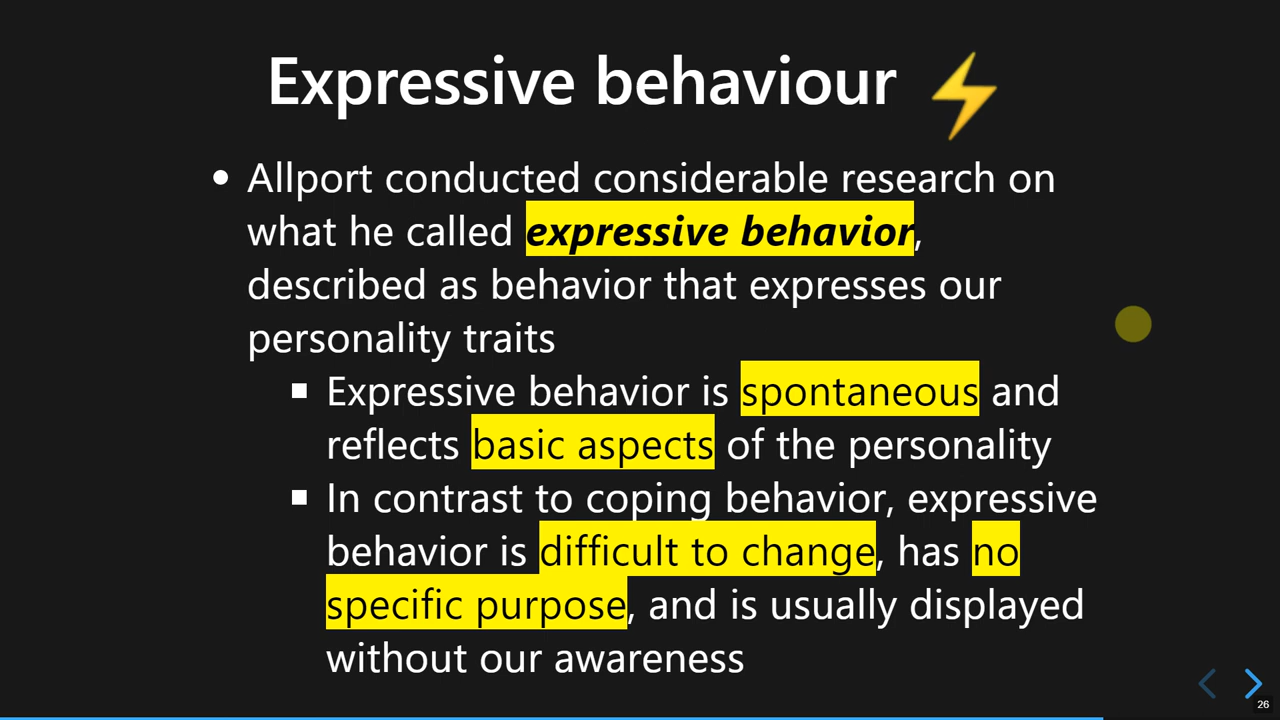 Expressive behaviour ⚡
• Allport conducted considerable research on
what he called expressive behavior,
described as behavior that expresses our
personality traits
▪ Expressive behavior is spontaneous and
reflects basic aspects of the personality
▪ In contrast to coping behavior, expressive
behavior is difficult to change, has no
specific purpose, and is usually displayed
without our awareness
26